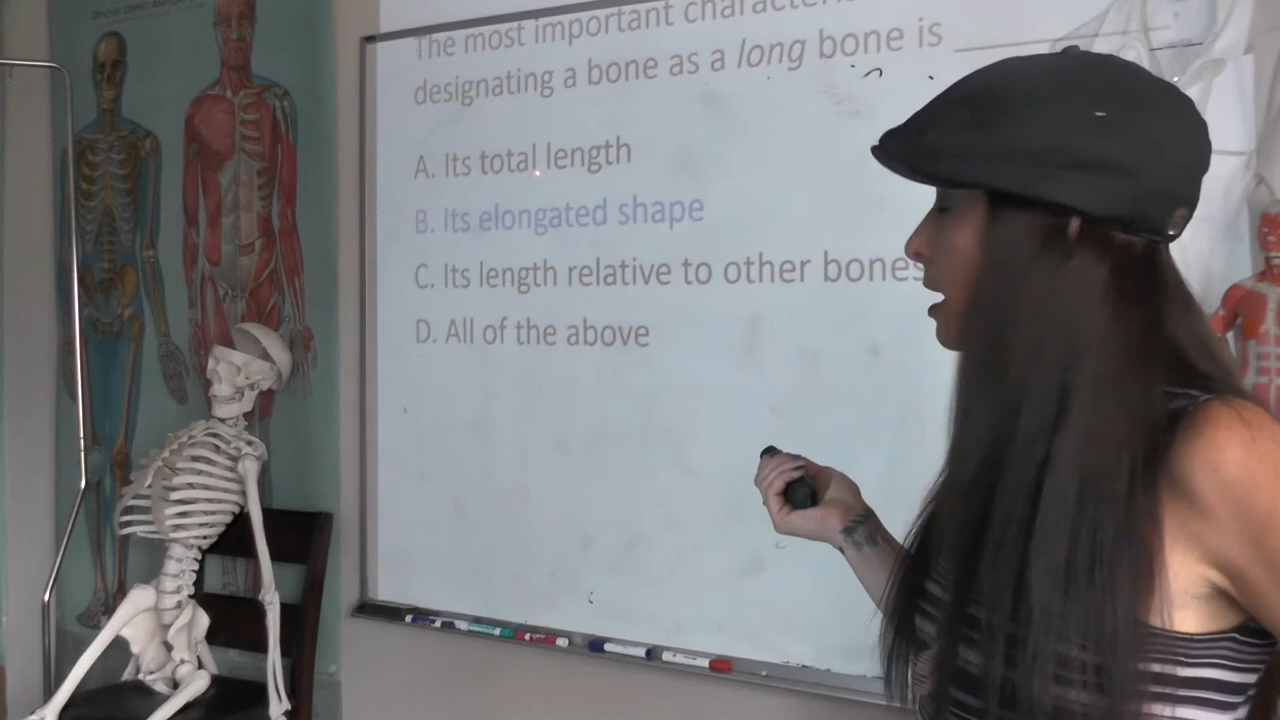 The most important
designating a bone as a long bone is
A. Its total length
B. Its elongated shape
C. Its length relative to other bones
D. All of the above